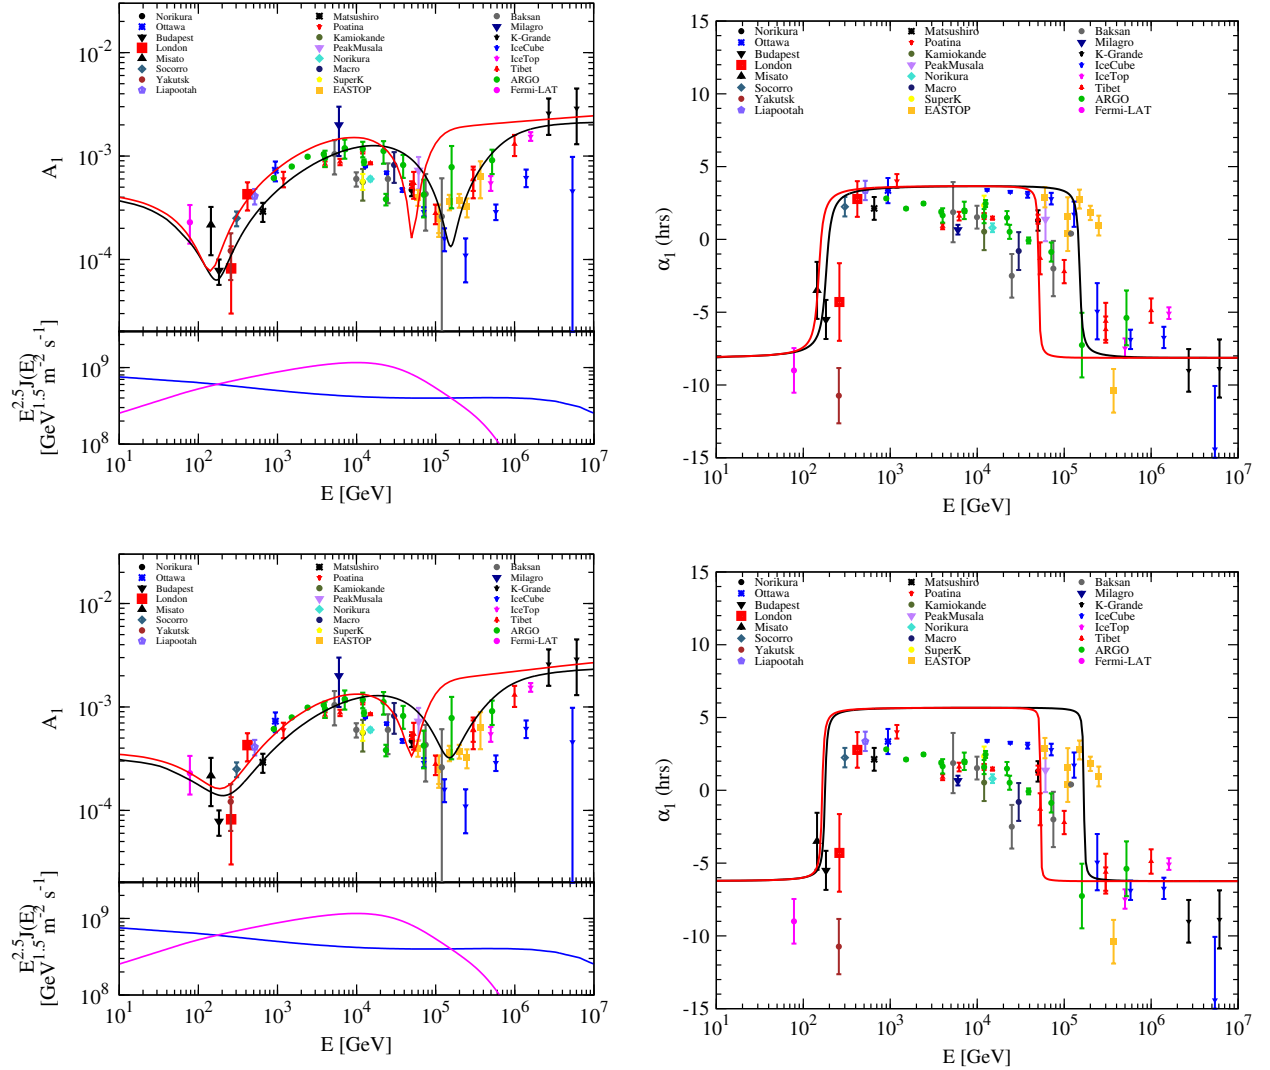 10^-2
10^-3
10^-4
A_1
Norikura
Ottawa
Budapest
London
Misato
Socorro
Yakutsk
Liapootah
Matsushiro
Poatina
Kamiokande
PeakMusala
Norikura
Macro
SuperK
EASTOP
Baksan
Milagro
K-Grande
IceCube
IceTop
Tibet
ARGO
Fermi-LAT
10^9
10^8
E^2.5 J(E)
[GeV^1.5 m^-2 s^-1]
10^1 10^2 10^3 10^4 10^5 10^6 10^7
E [GeV]
15
10
5
0
-5
-10
-15
α_1 (hrs)
Norikura
Ottawa
Budapest
London
Misato
Socorro
Yakutsk
Liapootah
Matsushiro
Poatina
Kamiokande
PeakMusala
Norikura
Macro
SuperK
EASTOP
Baksan
Milagro
K-Grande
IceCube
IceTop
Tibet
ARGO
Fermi-LAT
10^1 10^2 10^3 10^4 10^5 10^6 10^7
E [GeV]
10^-2
10^-3
10^-4
A_1
Norikura
Ottawa
Budapest
London
Misato
Socorro
Yakutsk
Liapootah
Matsushiro
Poatina
Kamiokande
PeakMusala
Norikura
Macro
SuperK
EASTOP
Baksan
Milagro
K-Grande
IceCube
IceTop
Tibet
ARGO
Fermi-LAT
10^9
10^8
E^2.5 J(E)
[GeV^1.5 m^-2 s^-1]
10^1 10^2 10^3 10^4 10^5 10^6 10^7
E [GeV]
15
10
5
0
-5
-10
-15
α_1 (hrs)
Norikura
Ottawa
Budapest
London
Misato
Socorro
Yakutsk
Liapootah
Matsushiro
Poatina
Kamiokande
PeakMusala
Norikura
Macro
SuperK
EASTOP
Baksan
Milagro
K-Grande
IceCube
IceTop
Tibet
ARGO
Fermi-LAT
10^1 10^2 10^3 10^4 10^5 10^6 10^7
E [GeV]